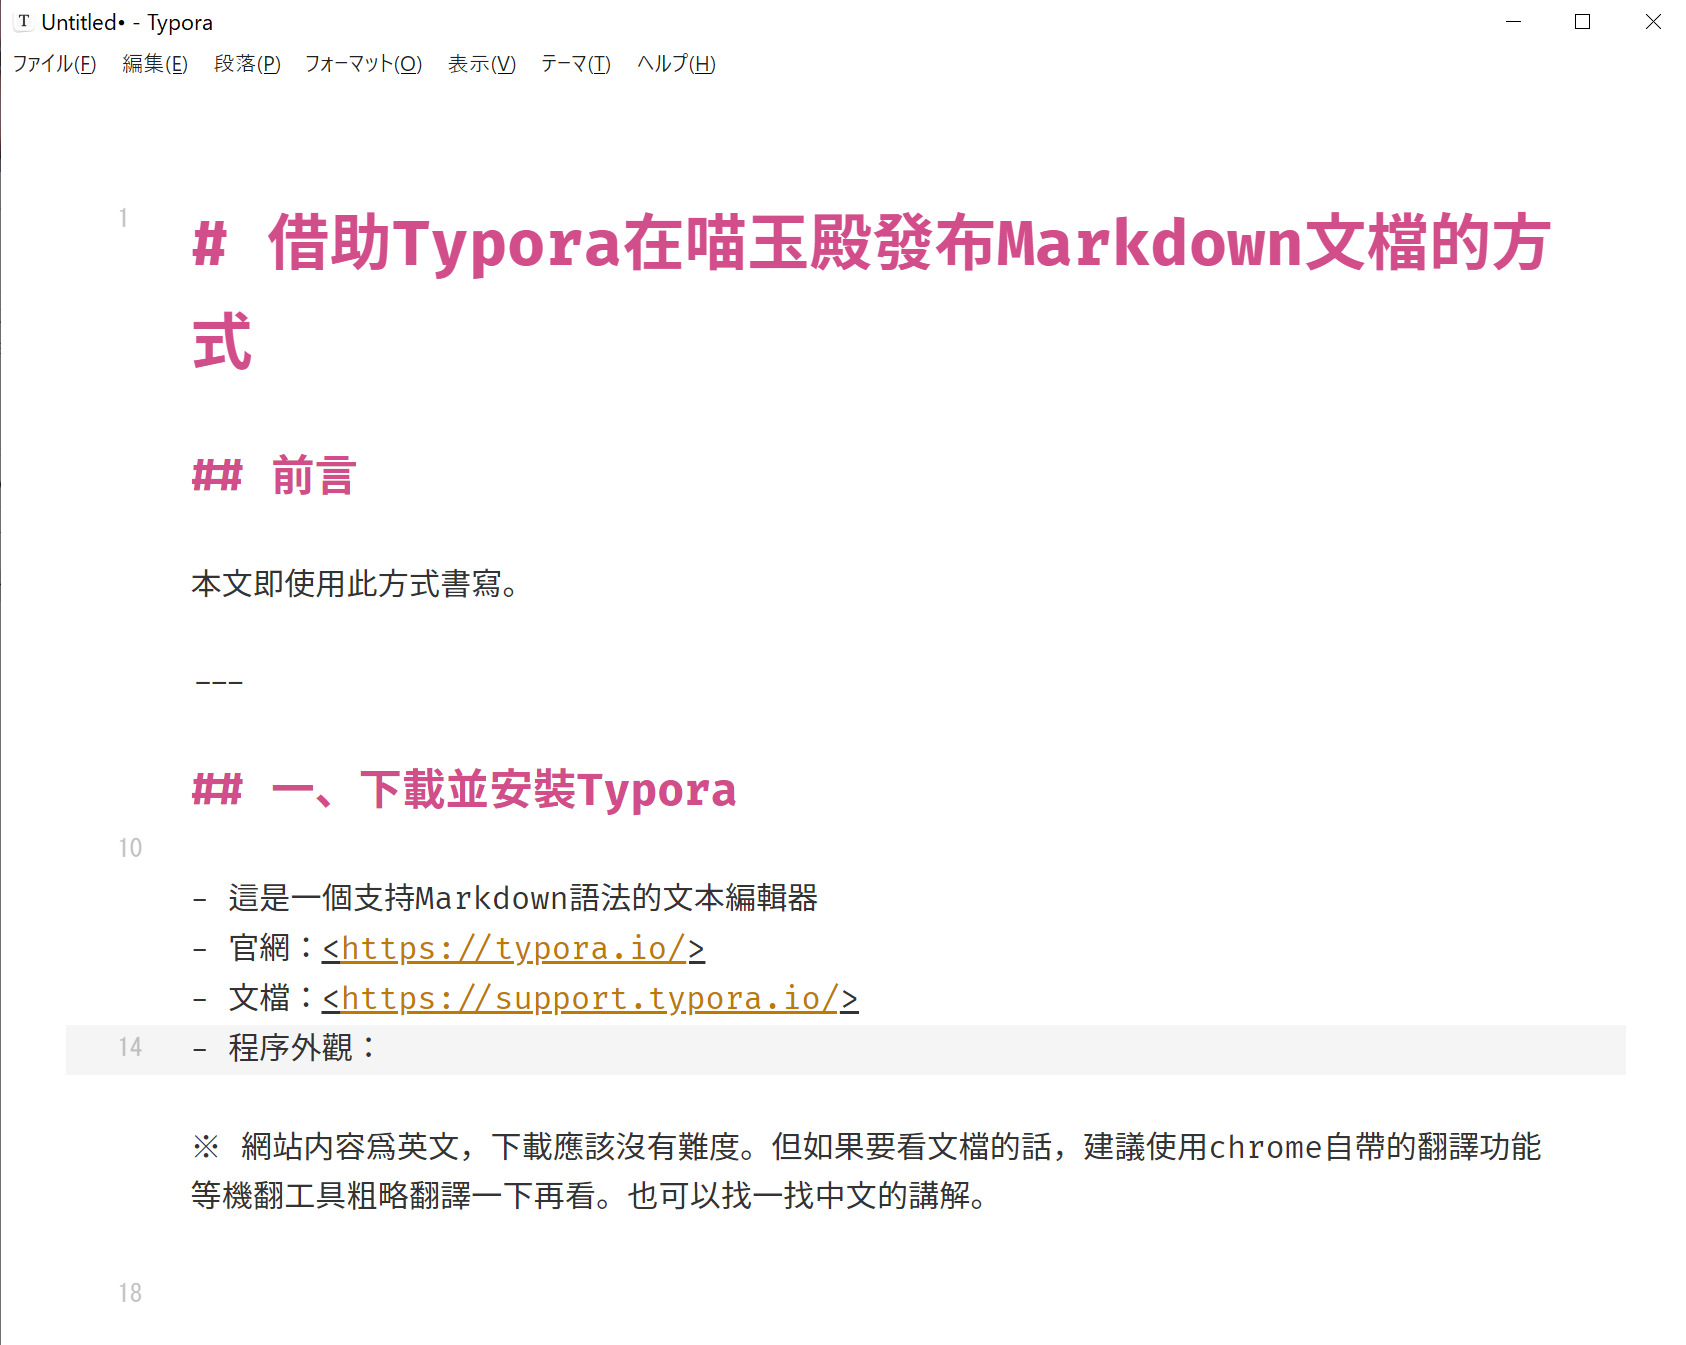 Untitled• - Typora
ファイル(F) 編集(E) 段落(P) フォーマット(O) 表示(V) テーマ(T) ヘルプ(H)
1 # 借助Typora在喵玉殿發布Markdown文檔的方
式
## 前言
本文即使用此方式書寫。
---
## 一、下載並安裝Typora
10
- 這是一個支持Markdown語法的文本編輯器
- 官網：<https://typora.io/>
- 文檔：<https://support.typora.io/>
14 - 程序外觀：
※ 網站内容爲英文，下載應該沒有難度。但如果要看文檔的話，建議使用chrome自帶的翻譯功能
等機翻工具粗略翻譯一下再看。也可以找一找中文的講解。
18